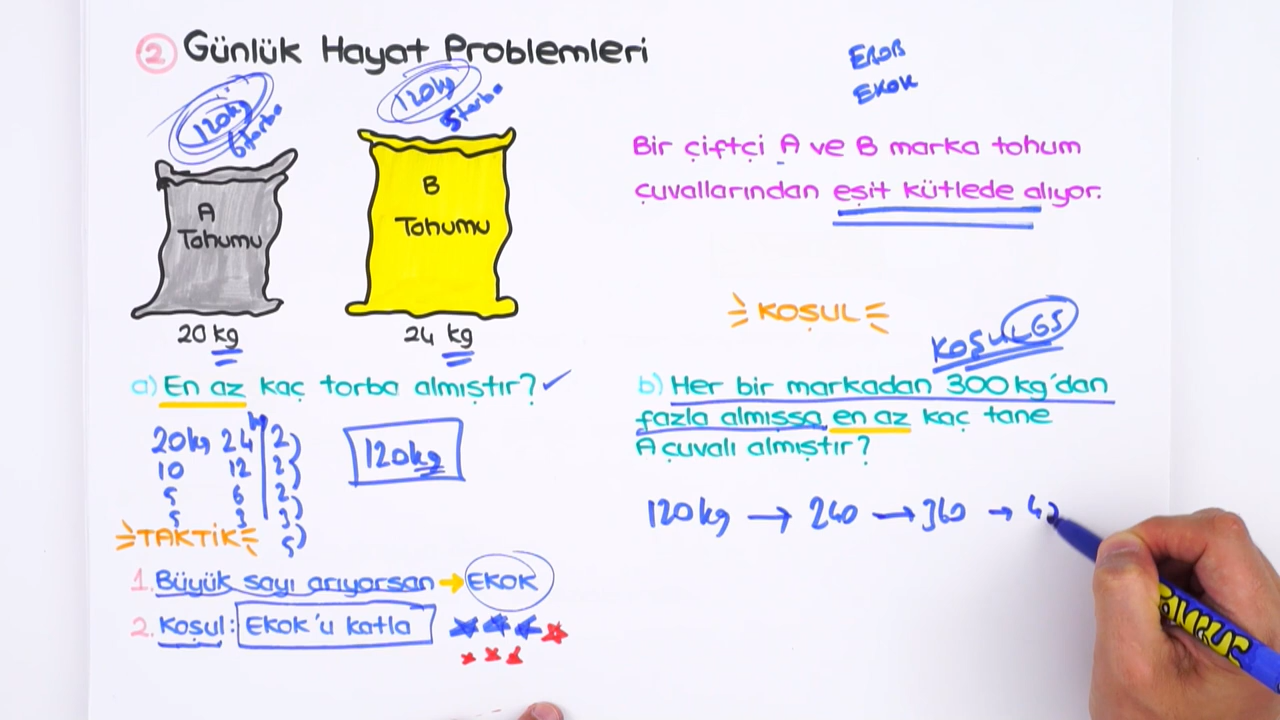 2 Günlük Hayat Problemleri
EBOB
EKOK
120kg
6 torba
120kg
5 torba
A
Tohumu
20 kg
B
Tohumu
24 kg
Bir çiftçi A ve B marka tohum
çuvallarından eşit kütlede alıyor.
KOŞUL
KOŞUL
a) En az kaç torba almıştır? ✓
20kg 24 2
10 12 2
5 6 2
5 3 3
5
120kg
TAKTİK
1. Büyük sayı arıyorsan → EKOK
2. Koşul: Ekok'u katla
b) Her bir markadan 300kg'dan
fazla almışsa en az kaç tane
A çuvalı almıştır?
120kg → 240 → 360 →